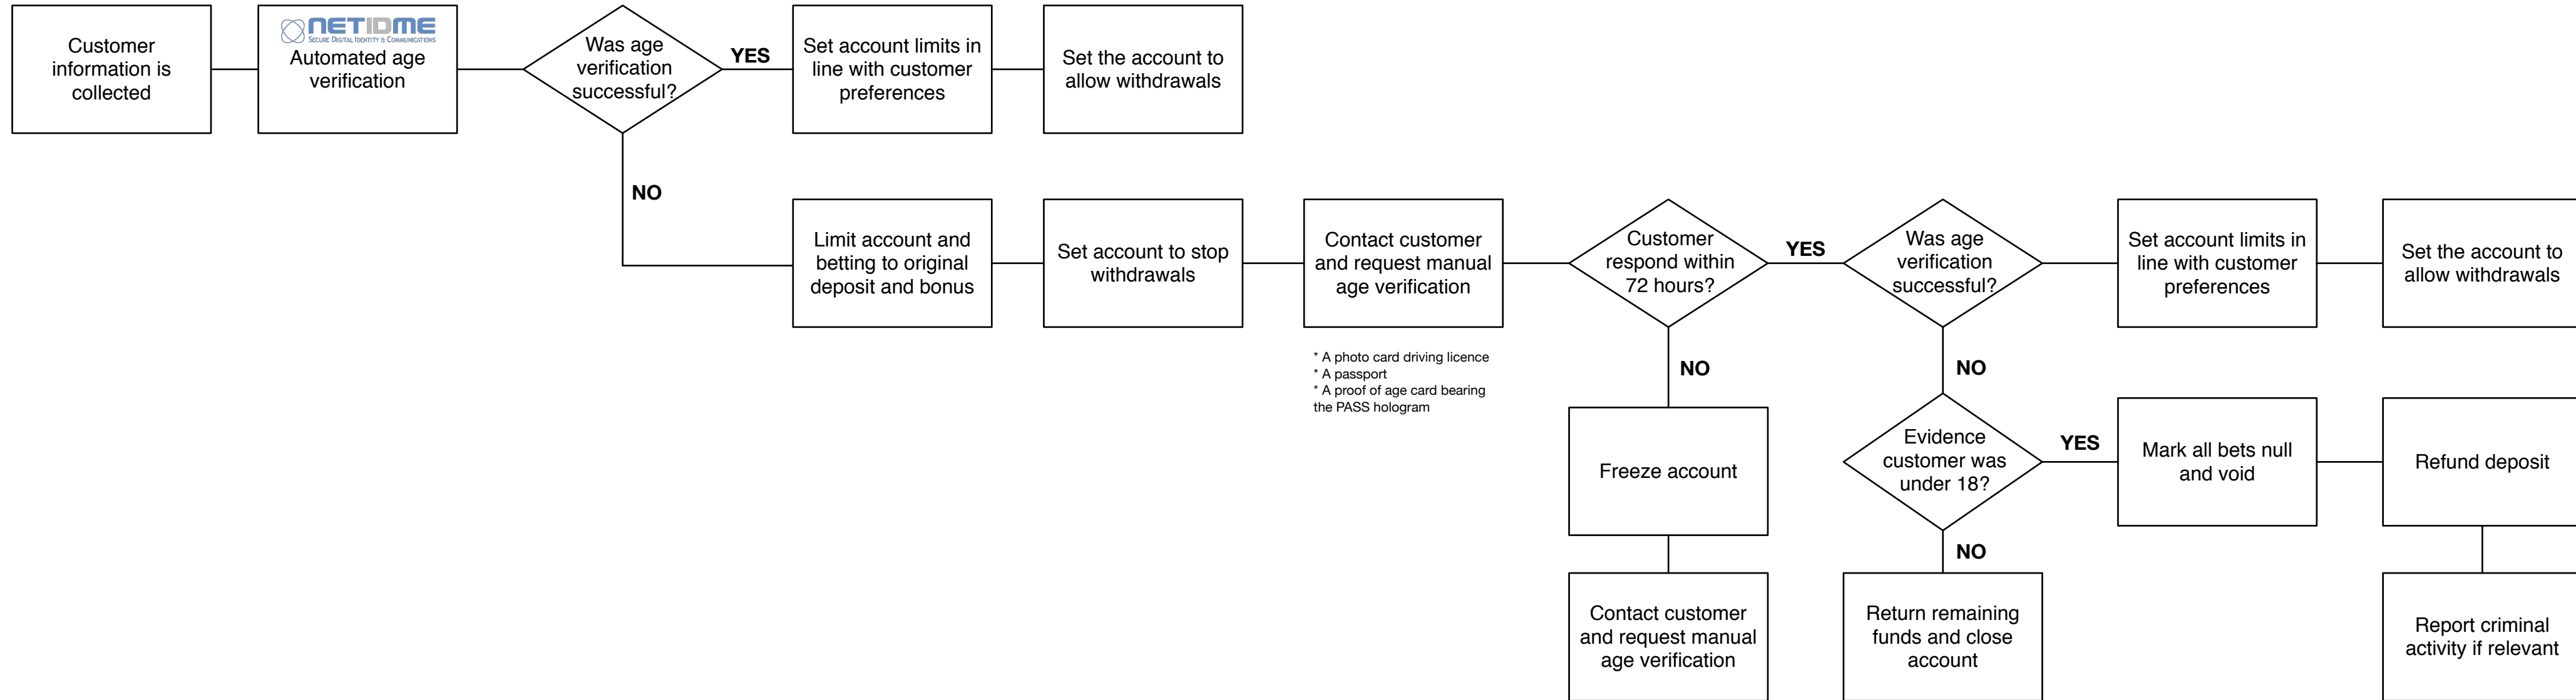 Customer
information is
collected
NETIDME
SECURE DIGITAL IDENTITY & COMMUNICATIONS
Automated age
verification
Was age
verification
successful?
YES
Set account limits in
line with customer
preferences
Set the account to
allow withdrawals
NO
Limit account and
betting to original
deposit and bonus
Set account to stop
withdrawals
Contact customer
and request manual
age verification
* A photo card driving licence
* A passport
* A proof of age card bearing
the PASS hologram
Customer
respond within
72 hours?
YES
Was age
verification
successful?
Set account limits in
line with customer
preferences
Set the account to
allow withdrawals
NO
NO
Freeze account
Evidence
customer was
under 18?
YES
Mark all bets null
and void
Refund deposit
NO
Contact customer
and request manual
age verification
Return remaining
funds and close
account
Report criminal
activity if relevant